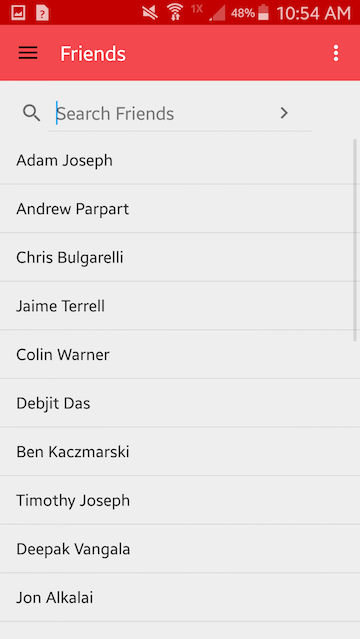 1X 48% 10:54 AM
Friends
Search Friends
Adam Joseph
Andrew Parpart
Chris Bulgarelli
Jaime Terrell
Colin Warner
Debjit Das
Ben Kaczmarski
Timothy Joseph
Deepak Vangala
Jon Alkalai